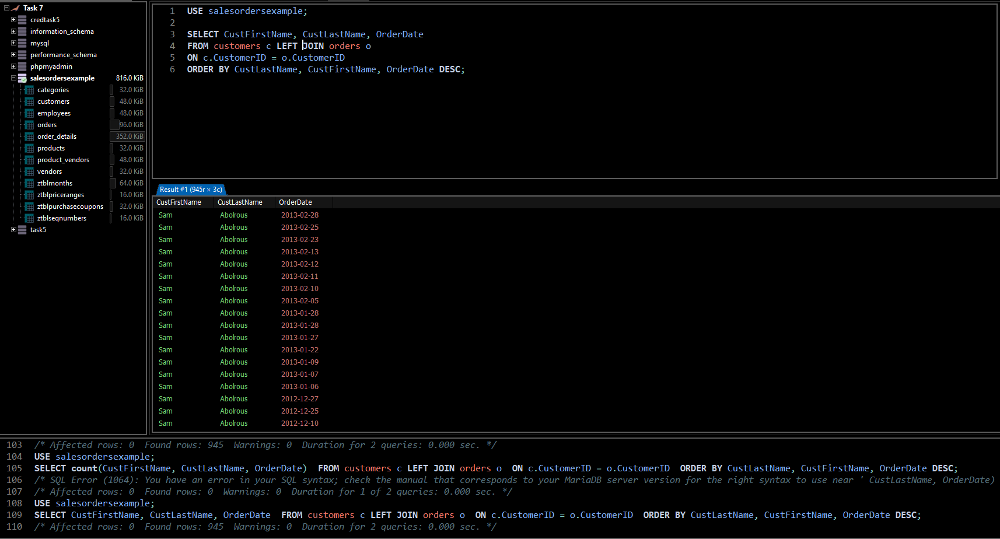 Task 7
credtask5
information_schema
mysql
performance_schema
phpmyadmin
salesordersexample 816.0 KiB
categories 32.0 KiB
customers 48.0 KiB
employees 48.0 KiB
orders 96.0 KiB
order_details 352.0 KiB
products 32.0 KiB
product_vendors 48.0 KiB
vendors 32.0 KiB
ztblmonths 64.0 KiB
ztblpriceranges 16.0 KiB
ztblpurchasecoupons 32.0 KiB
ztblseqnumbers 16.0 KiB
task5
1 USE salesordersexample;
2
3 SELECT CustFirstName, CustLastName, OrderDate
4 FROM customers c LEFT JOIN orders o
5 ON c.CustomerID = o.CustomerID
6 ORDER BY CustLastName, CustFirstName, OrderDate DESC;
Result #1 (945r × 3c)
CustFirstName CustLastName OrderDate
Sam Abolrous 2013-02-28
Sam Abolrous 2013-02-25
Sam Abolrous 2013-02-23
Sam Abolrous 2013-02-13
Sam Abolrous 2013-02-12
Sam Abolrous 2013-02-11
Sam Abolrous 2013-02-10
Sam Abolrous 2013-02-05
Sam Abolrous 2013-01-28
Sam Abolrous 2013-01-28
Sam Abolrous 2013-01-27
Sam Abolrous 2013-01-22
Sam Abolrous 2013-01-09
Sam Abolrous 2013-01-07
Sam Abolrous 2013-01-06
Sam Abolrous 2012-12-27
Sam Abolrous 2012-12-25
Sam Abolrous 2012-12-10
103 /* Affected rows: 0  Found rows: 945  Warnings: 0  Duration for 2 queries: 0.000 sec. */
104 USE salesordersexample;
105 SELECT count(CustFirstName, CustLastName, OrderDate)  FROM customers c LEFT JOIN orders o  ON c.CustomerID = o.CustomerID  ORDER BY CustLastName, CustFirstName, OrderDate DESC;
106 /* SQL Error (1064): You have an error in your SQL syntax; check the manual that corresponds to your MariaDB server version for the right syntax to use near ' CustLastName, OrderDate)
107 /* Affected rows: 0  Found rows: 0  Warnings: 0  Duration for 1 of 2 queries: 0.000 sec. */
108 USE salesordersexample;
109 SELECT CustFirstName, CustLastName, OrderDate  FROM customers c LEFT JOIN orders o  ON c.CustomerID = o.CustomerID  ORDER BY CustLastName, CustFirstName, OrderDate DESC;
110 /* Affected rows: 0  Found rows: 945  Warnings: 0  Duration for 2 queries: 0.000 sec. */